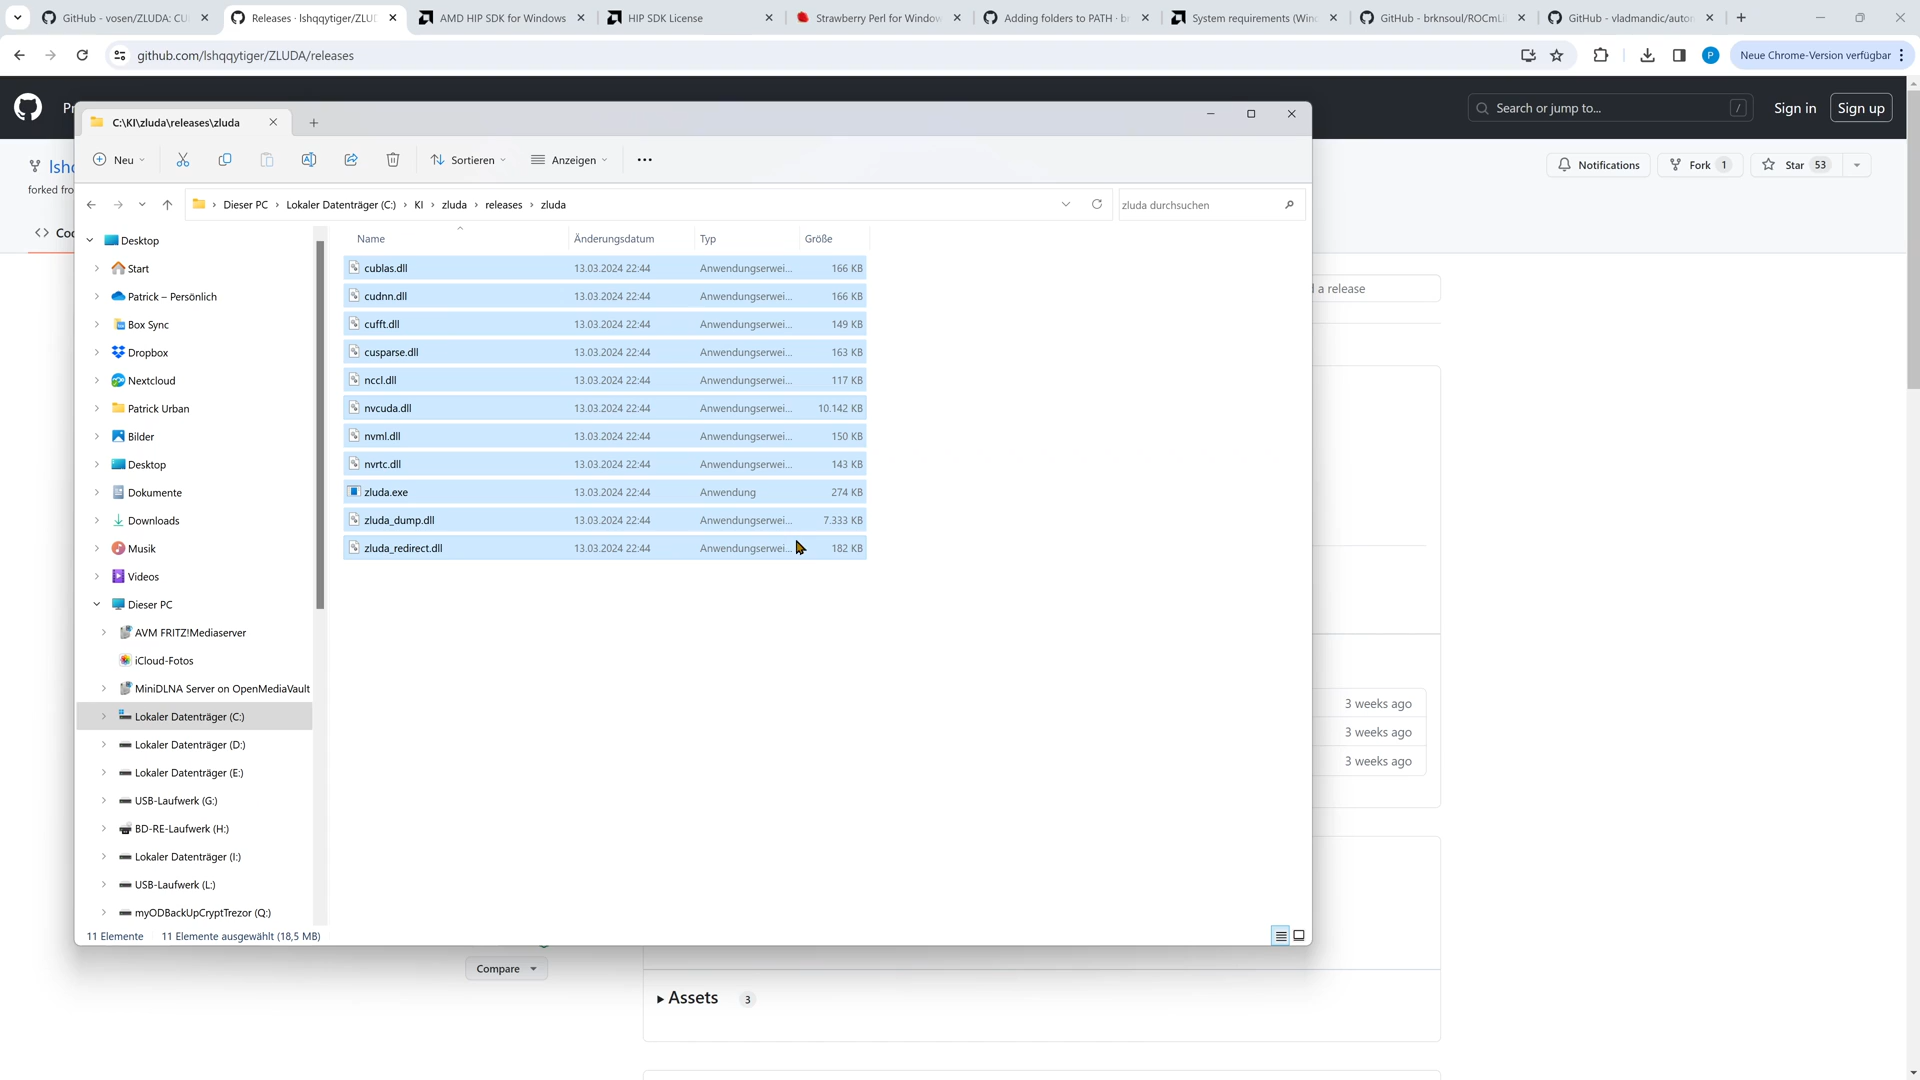 GitHub - vosen/ZLUDA: CU
Releases · lshqqytiger/ZLUD
AMD HIP SDK for Windows
HIP SDK License
Strawberry Perl for Window
Adding folders to PATH · br
System requirements (Wind
GitHub - brknsoul/ROCmLi
GitHub - vladmandic/auto
github.com/lshqqytiger/ZLUDA/releases
P
Neue Chrome-Version verfügbar
Search or jump to...
/
Sign in
Sign up
C:\KI\zluda\releases\zluda
Neu
Sortieren
Anzeigen
Notifications
Fork 1
Star 53
forked fro
Dieser PC › Lokaler Datenträger (C:) › KI › zluda › releases › zluda
zluda durchsuchen
Name Änderungsdatum Typ Größe
Desktop
Start
Patrick – Persönlich
Box Sync
Dropbox
Nextcloud
Patrick Urban
Bilder
Desktop
Dokumente
Downloads
Musik
Videos
Dieser PC
AVM FRITZ!Mediaserver
iCloud-Fotos
MiniDLNA Server on OpenMediaVault
Lokaler Datenträger (C:)
Lokaler Datenträger (D:)
Lokaler Datenträger (E:)
USB-Laufwerk (G:)
BD-RE-Laufwerk (H:)
Lokaler Datenträger (I:)
USB-Laufwerk (L:)
myODBackUpCryptTrezor (Q:)
cublas.dll 13.03.2024 22:44 Anwendungserwei... 166 KB
cudnn.dll 13.03.2024 22:44 Anwendungserwei... 166 KB
cufft.dll 13.03.2024 22:44 Anwendungserwei... 149 KB
cusparse.dll 13.03.2024 22:44 Anwendungserwei... 163 KB
nccl.dll 13.03.2024 22:44 Anwendungserwei... 117 KB
nvcuda.dll 13.03.2024 22:44 Anwendungserwei... 10.142 KB
nvml.dll 13.03.2024 22:44 Anwendungserwei... 150 KB
nvrtc.dll 13.03.2024 22:44 Anwendungserwei... 143 KB
zluda.exe 13.03.2024 22:44 Anwendung 274 KB
zluda_dump.dll 13.03.2024 22:44 Anwendungserwei... 7.333 KB
zluda_redirect.dll 13.03.2024 22:44 Anwendungserwei... 182 KB
a release
3 weeks ago
3 weeks ago
3 weeks ago
11 Elemente 11 Elemente ausgewählt (18,5 MB)
Compare
Assets 3